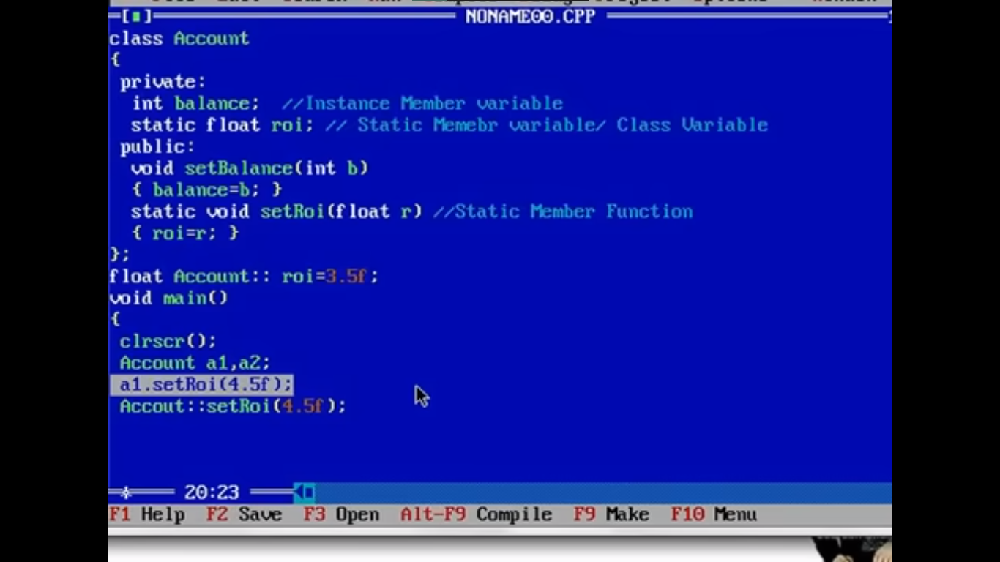 NONAME00.CPP
class Account
{
private:
int balance; //Instance Member variable
static float roi; // Static Memebr variable/ Class Variable
public:
void setBalance(int b)
{ balance=b; }
static void setRoi(float r) //Static Member Function
{ roi=r; }
};
float Account:: roi=3.5f;
void main()
{
clrscr();
Account a1,a2;
a1.setRoi(4.5f);
Accout::setRoi(4.5f);
20:23
F1 Help F2 Save F3 Open Alt-F9 Compile F9 Make F10 Menu